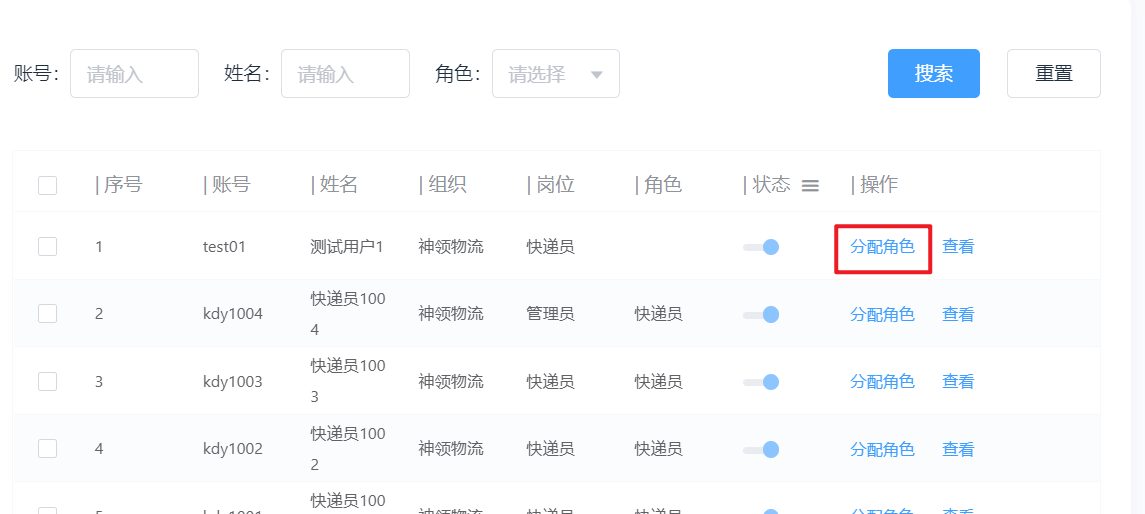 账号： 请输入 姓名： 请输入 角色： 请选择 搜索 重置
| 序号 | 账号 | 姓名 | 组织 | 岗位 | 角色 | 状态 | 操作
1 test01 测试用户1 神领物流 快递员 分配角色 查看
2 kdy1004 快递员100
4 神领物流 管理员 快递员 分配角色 查看
3 kdy1003 快递员100
3 神领物流 快递员 快递员 分配角色 查看
4 kdy1002 快递员100
2 神领物流 快递员 快递员 分配角色 查看
快递员100